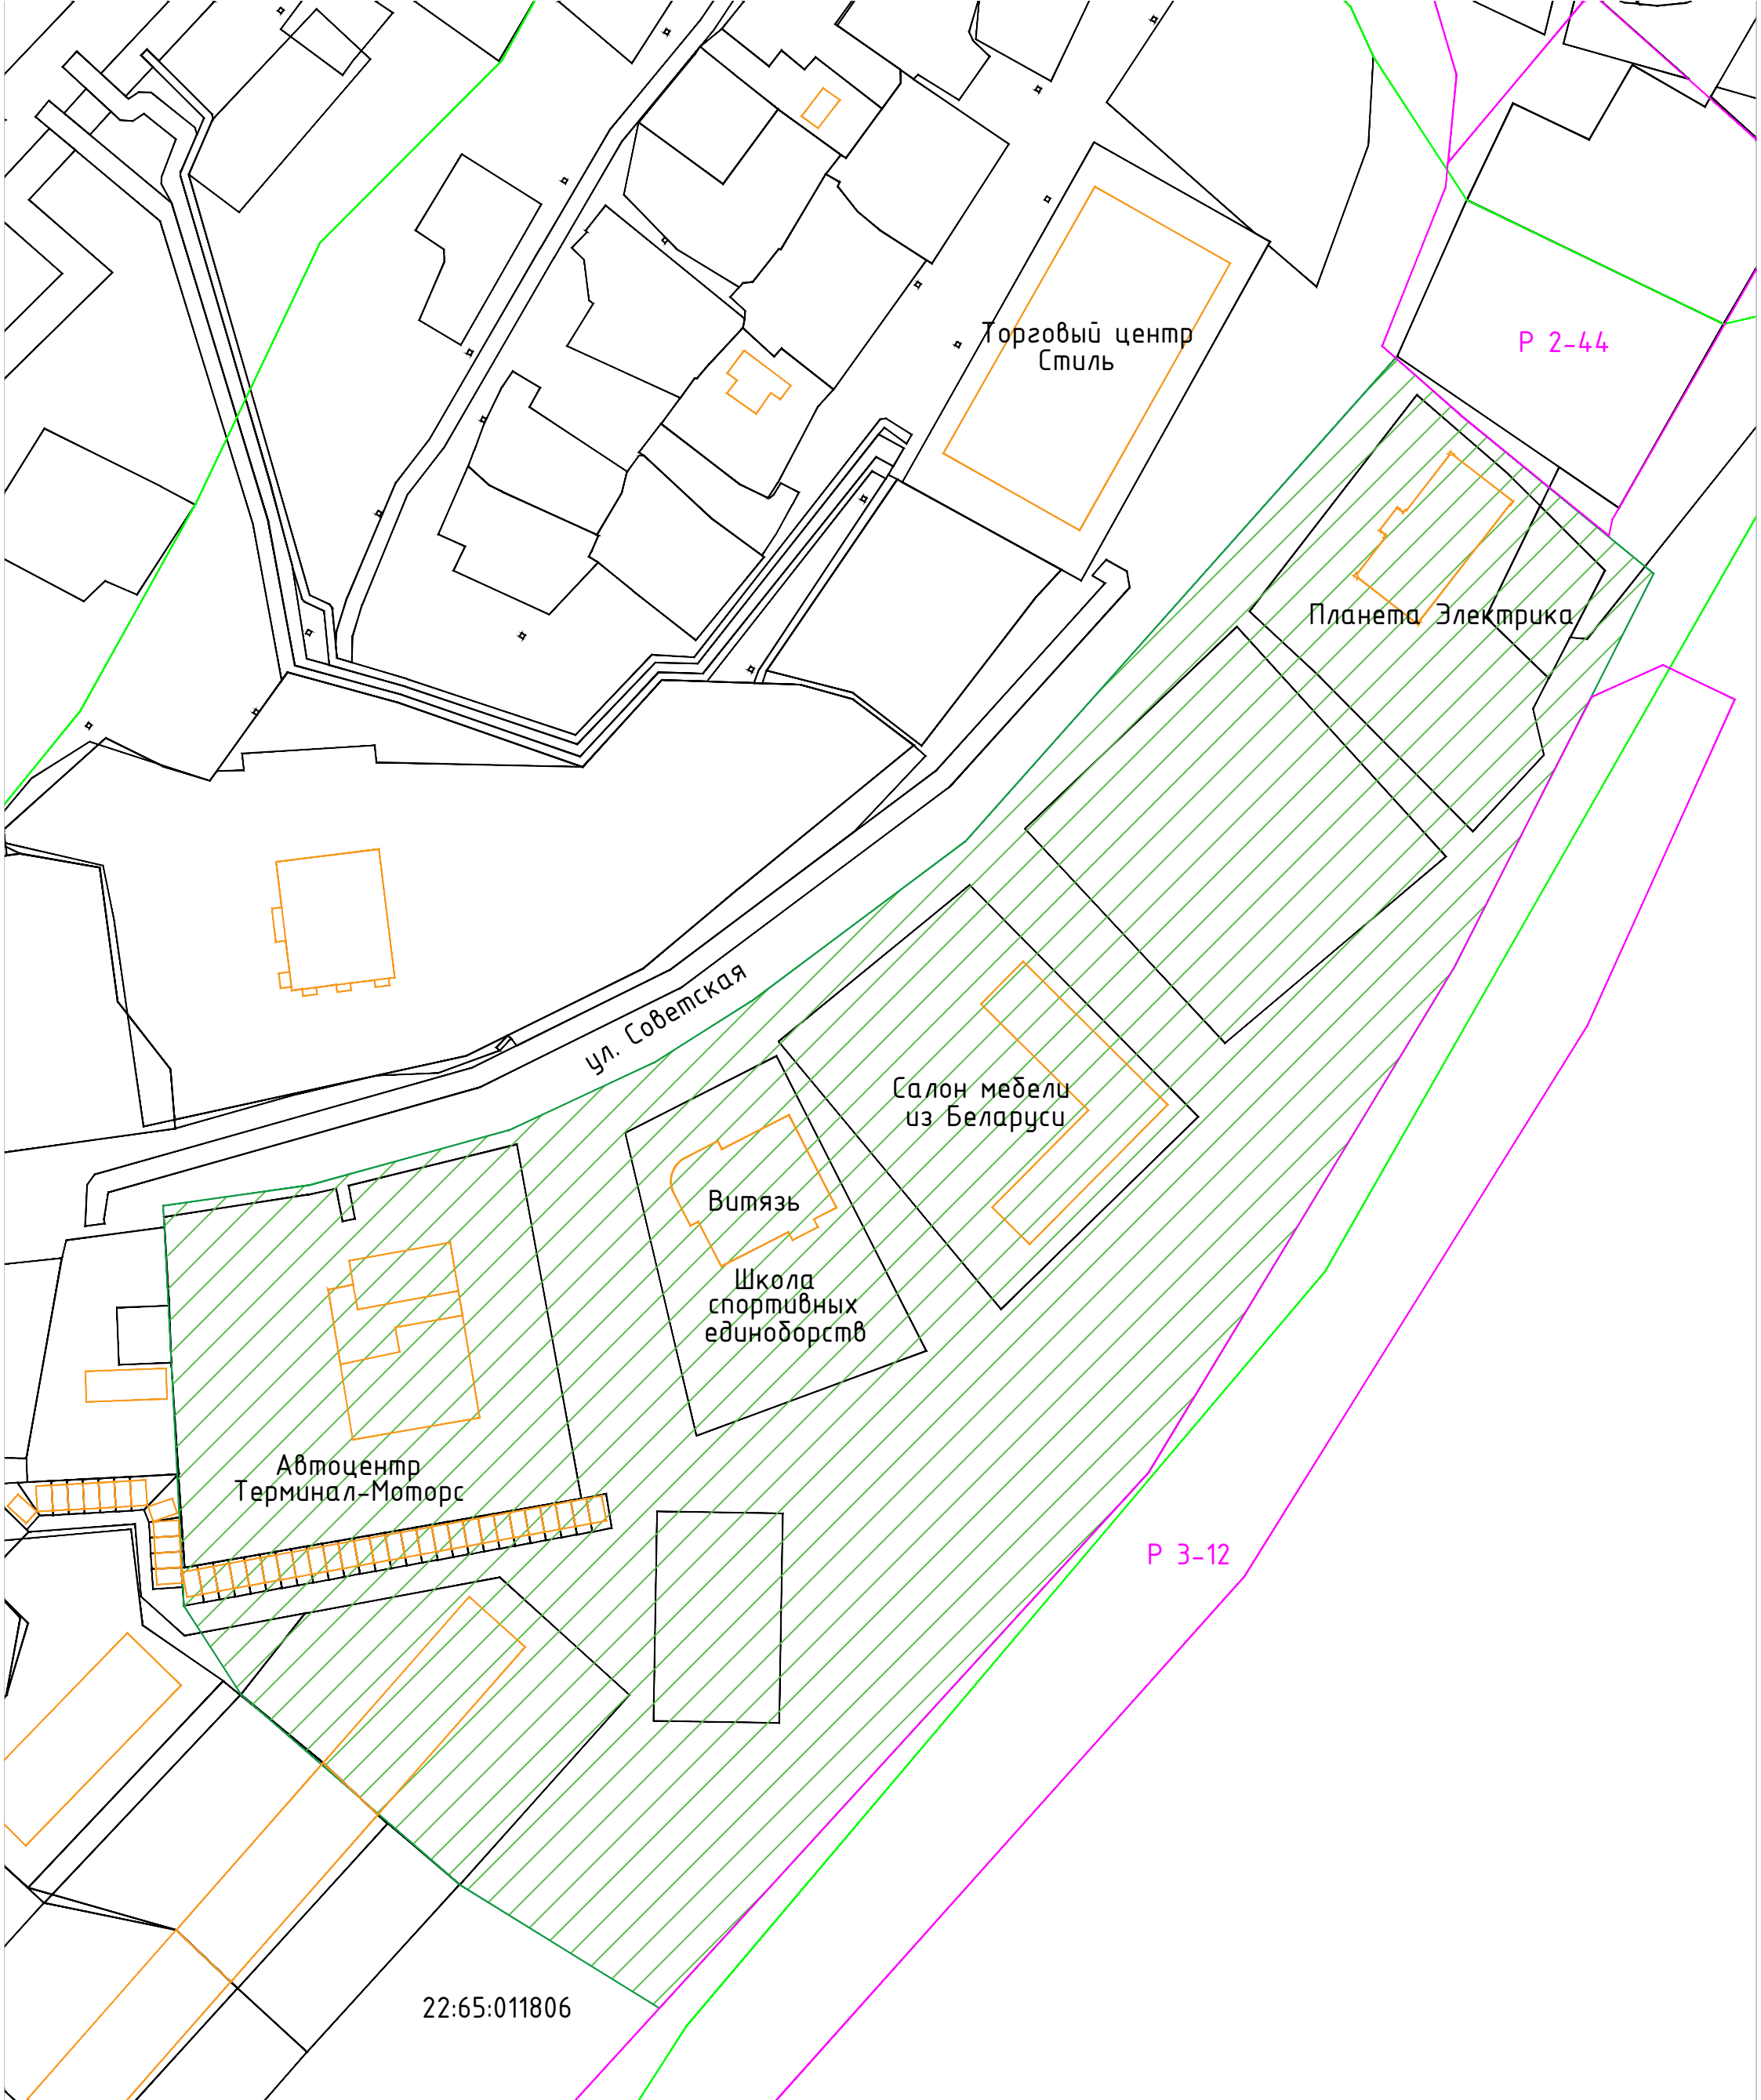 Торговый центр
Стиль
Р 2-44
Планета Электрика
ул. Советская
Салон мебели
из Беларуси
Витязь
Школа
спортивных
единоборств
Автоцентр
Терминал-Моторс
Р 3-12
22:65:011806